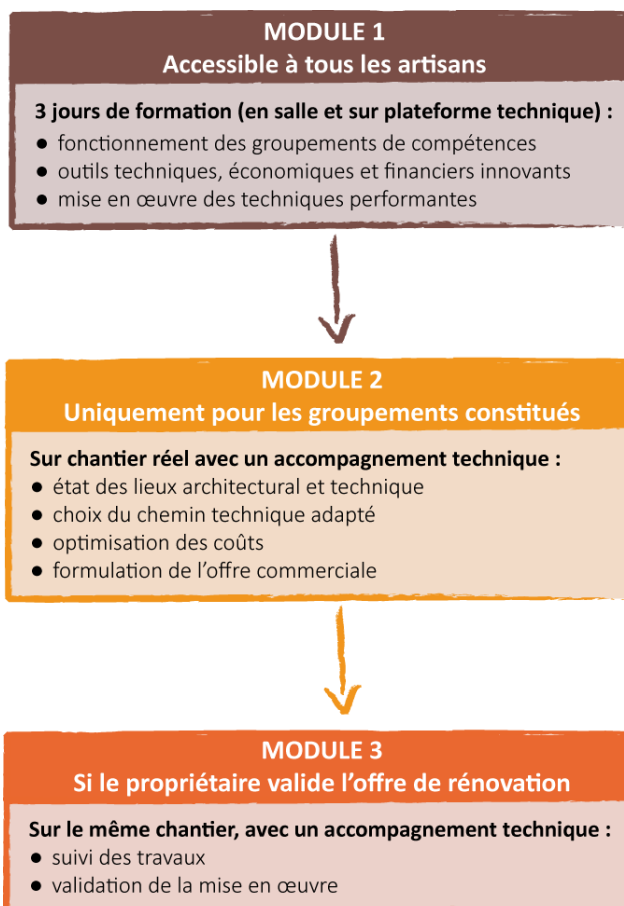 MODULE 1
Accessible à tous les artisans
3 jours de formation (en salle et sur plateforme technique) :
● fonctionnement des groupements de compétences
● outils techniques, économiques et financiers innovants
● mise en œuvre des techniques performantes
MODULE 2
Uniquement pour les groupements constitués
Sur chantier réel avec un accompagnement technique :
● état des lieux architectural et technique
● choix du chemin technique adapté
● optimisation des coûts
● formulation de l’offre commerciale
MODULE 3
Si le propriétaire valide l’offre de rénovation
Sur le même chantier, avec un accompagnement technique :
● suivi des travaux
● validation de la mise en œuvre